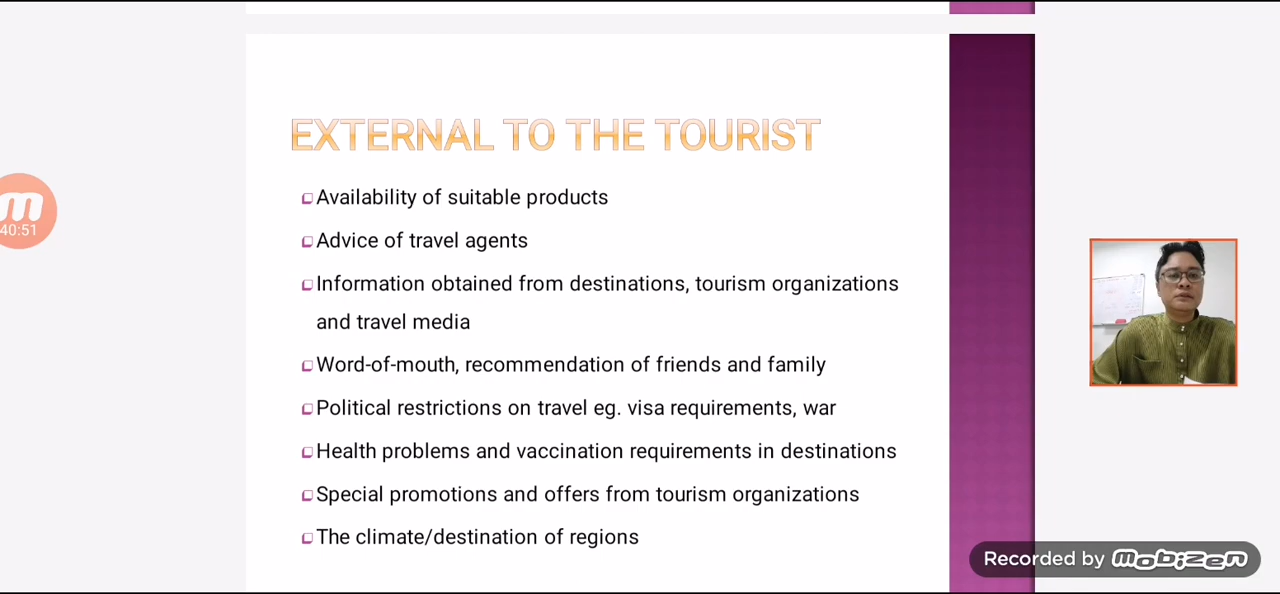 EXTERNAL TO THE TOURIST
Availability of suitable products
Advice of travel agents
Information obtained from destinations, tourism organizations
and travel media
Word-of-mouth, recommendation of friends and family
Political restrictions on travel eg. visa requirements, war
Health problems and vaccination requirements in destinations
Special promotions and offers from tourism organizations
The climate/destination of regions
m
40:51
Recorded by mobizen